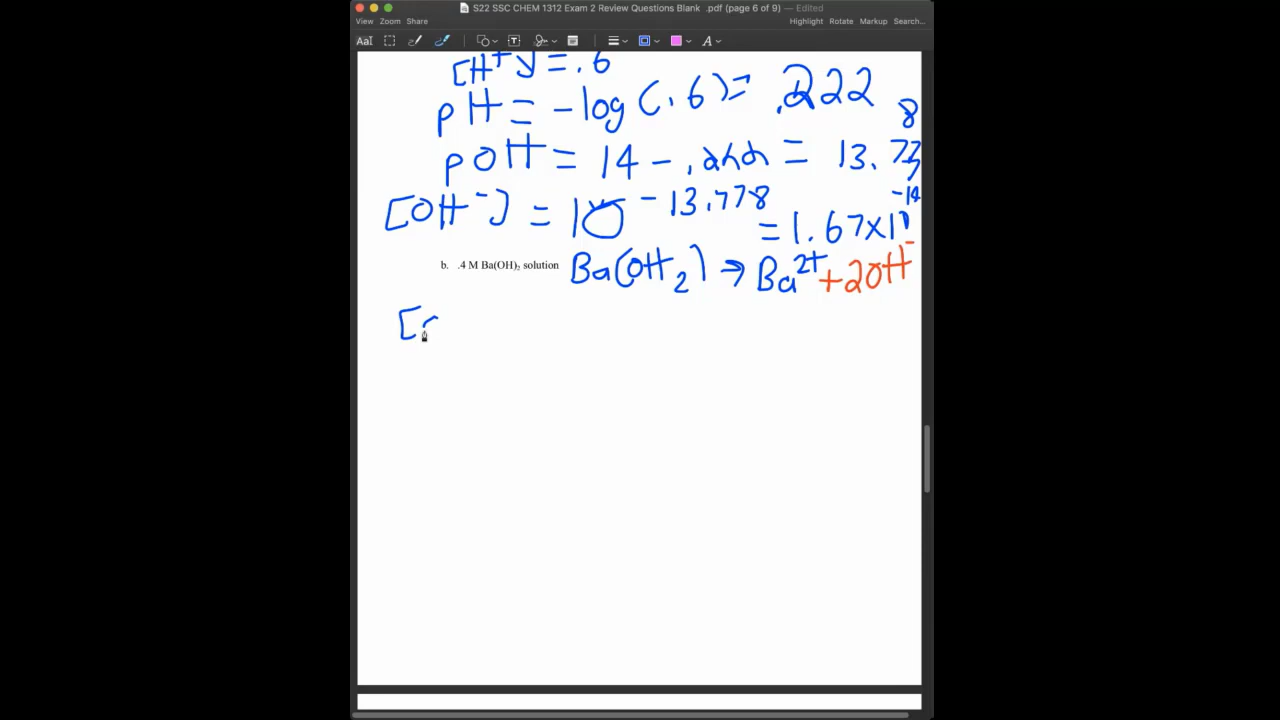 S22 SSC CHEM 1312 Exam 2 Review Questions Blank .pdf (page 6 of 9) — Edited
View Zoom Share Highlight Rotate Markup Search...
[H+] = .6
pH = -log(.6) = .222
pOH = 14 - .222 = 13.778
[OH-] = 10^-13.778 = 1.67x10^-14
b. .4 M Ba(OH)₂ solution Ba(OH₂) → Ba²⁺ + 2OH⁻
[